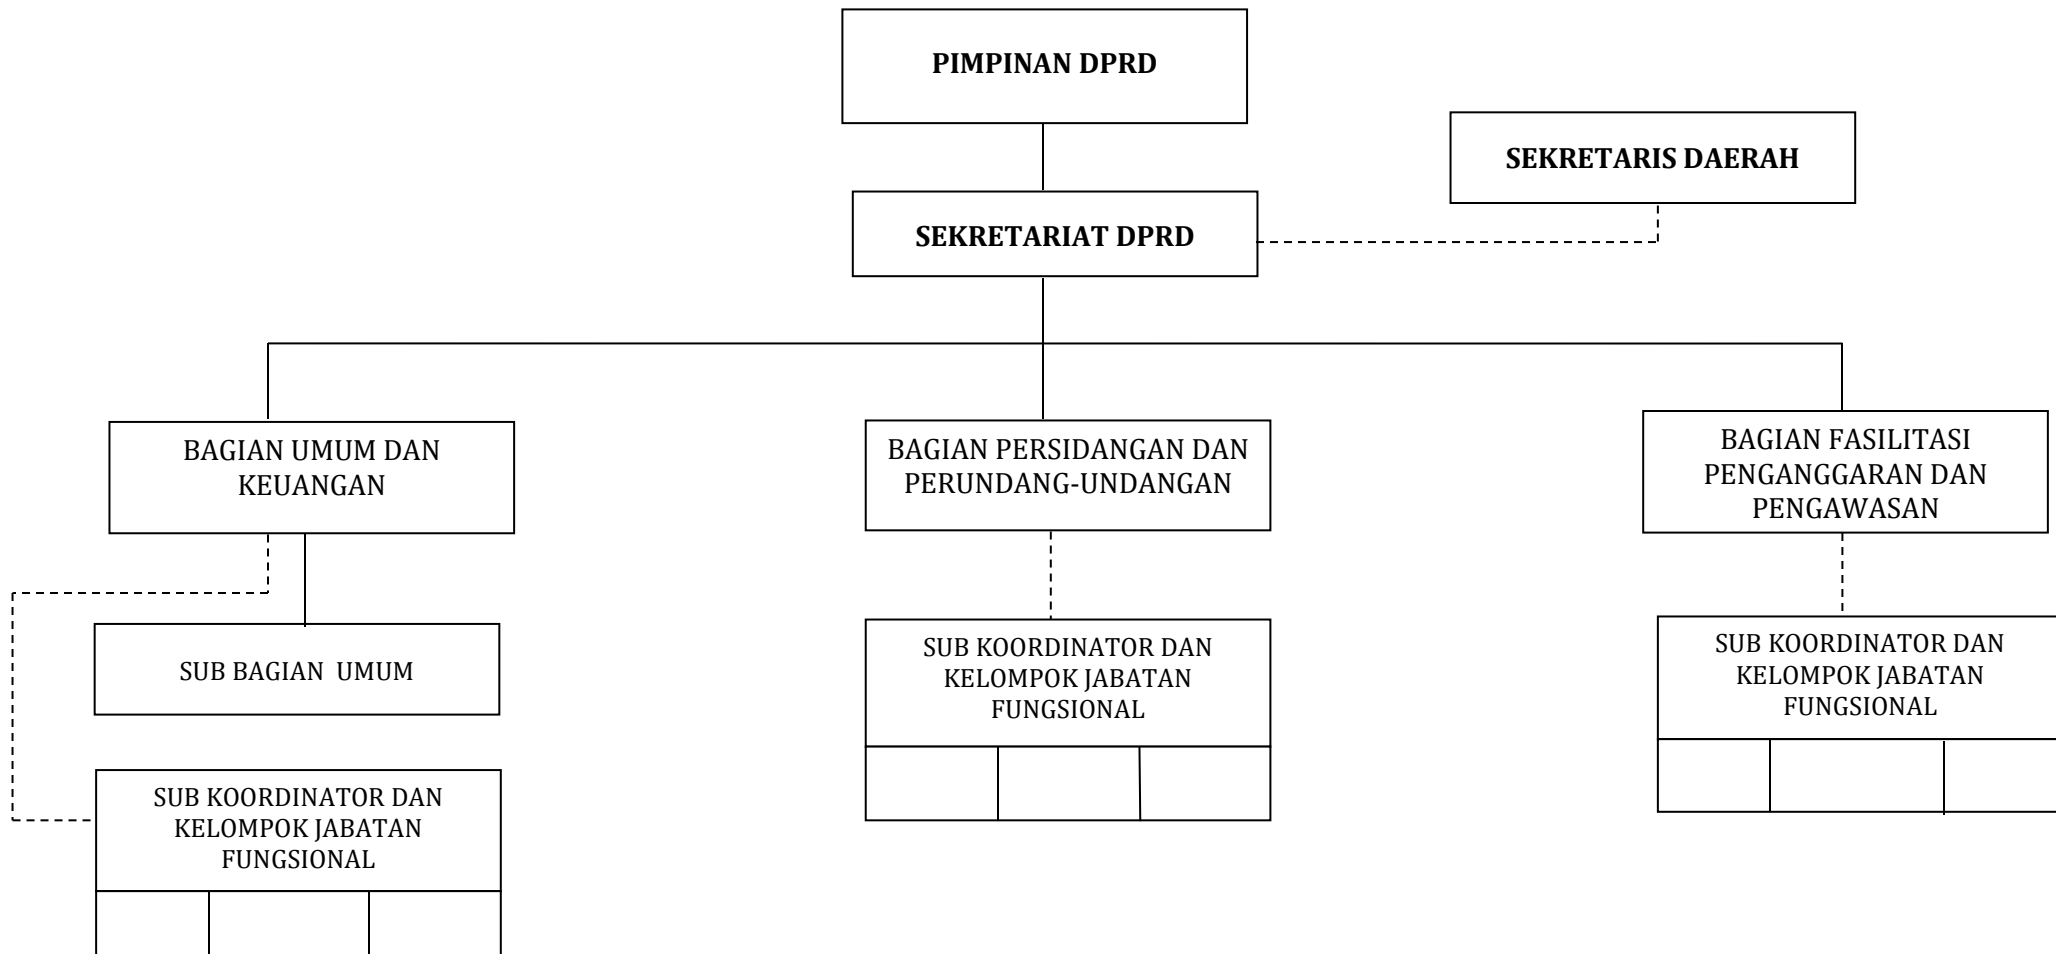 PIMPINAN DPRD
SEKRETARIS DAERAH
SEKRETARIAT DPRD
BAGIAN UMUM DAN
KEUANGAN
BAGIAN PERSIDANGAN DAN
PERUNDANG-UNDANGAN
BAGIAN FASILITASI
PENGANGGARAN DAN
PENGAWASAN
SUB BAGIAN  UMUM
SUB KOORDINATOR DAN
KELOMPOK JABATAN
FUNGSIONAL
SUB KOORDINATOR DAN
KELOMPOK JABATAN
FUNGSIONAL
SUB KOORDINATOR DAN
KELOMPOK JABATAN
FUNGSIONAL